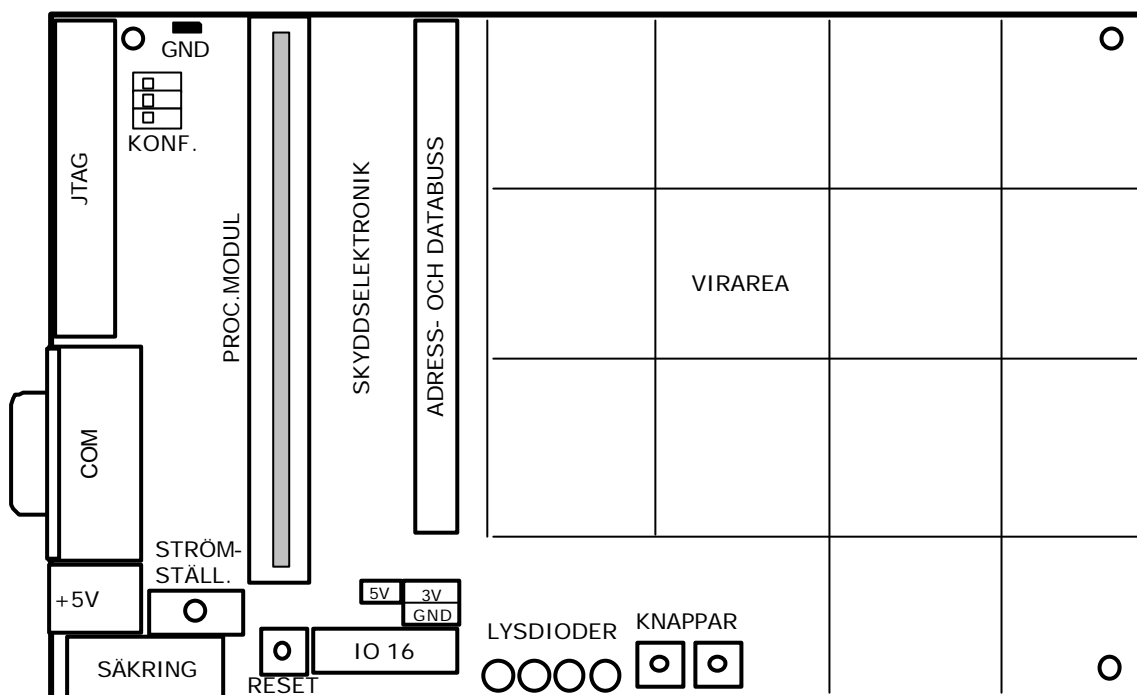 GND
KONF.
JTAG
PROC.MODUL
SKYDDSELEKTRONIK
ADRESS- OCH DATABUSS
VIRAREA
COM
STRÖM-
STÄLL.
+5V
5V
3V
GND
SÄKRING
RESET
IO 16
LYSDIODER
KNAPPAR